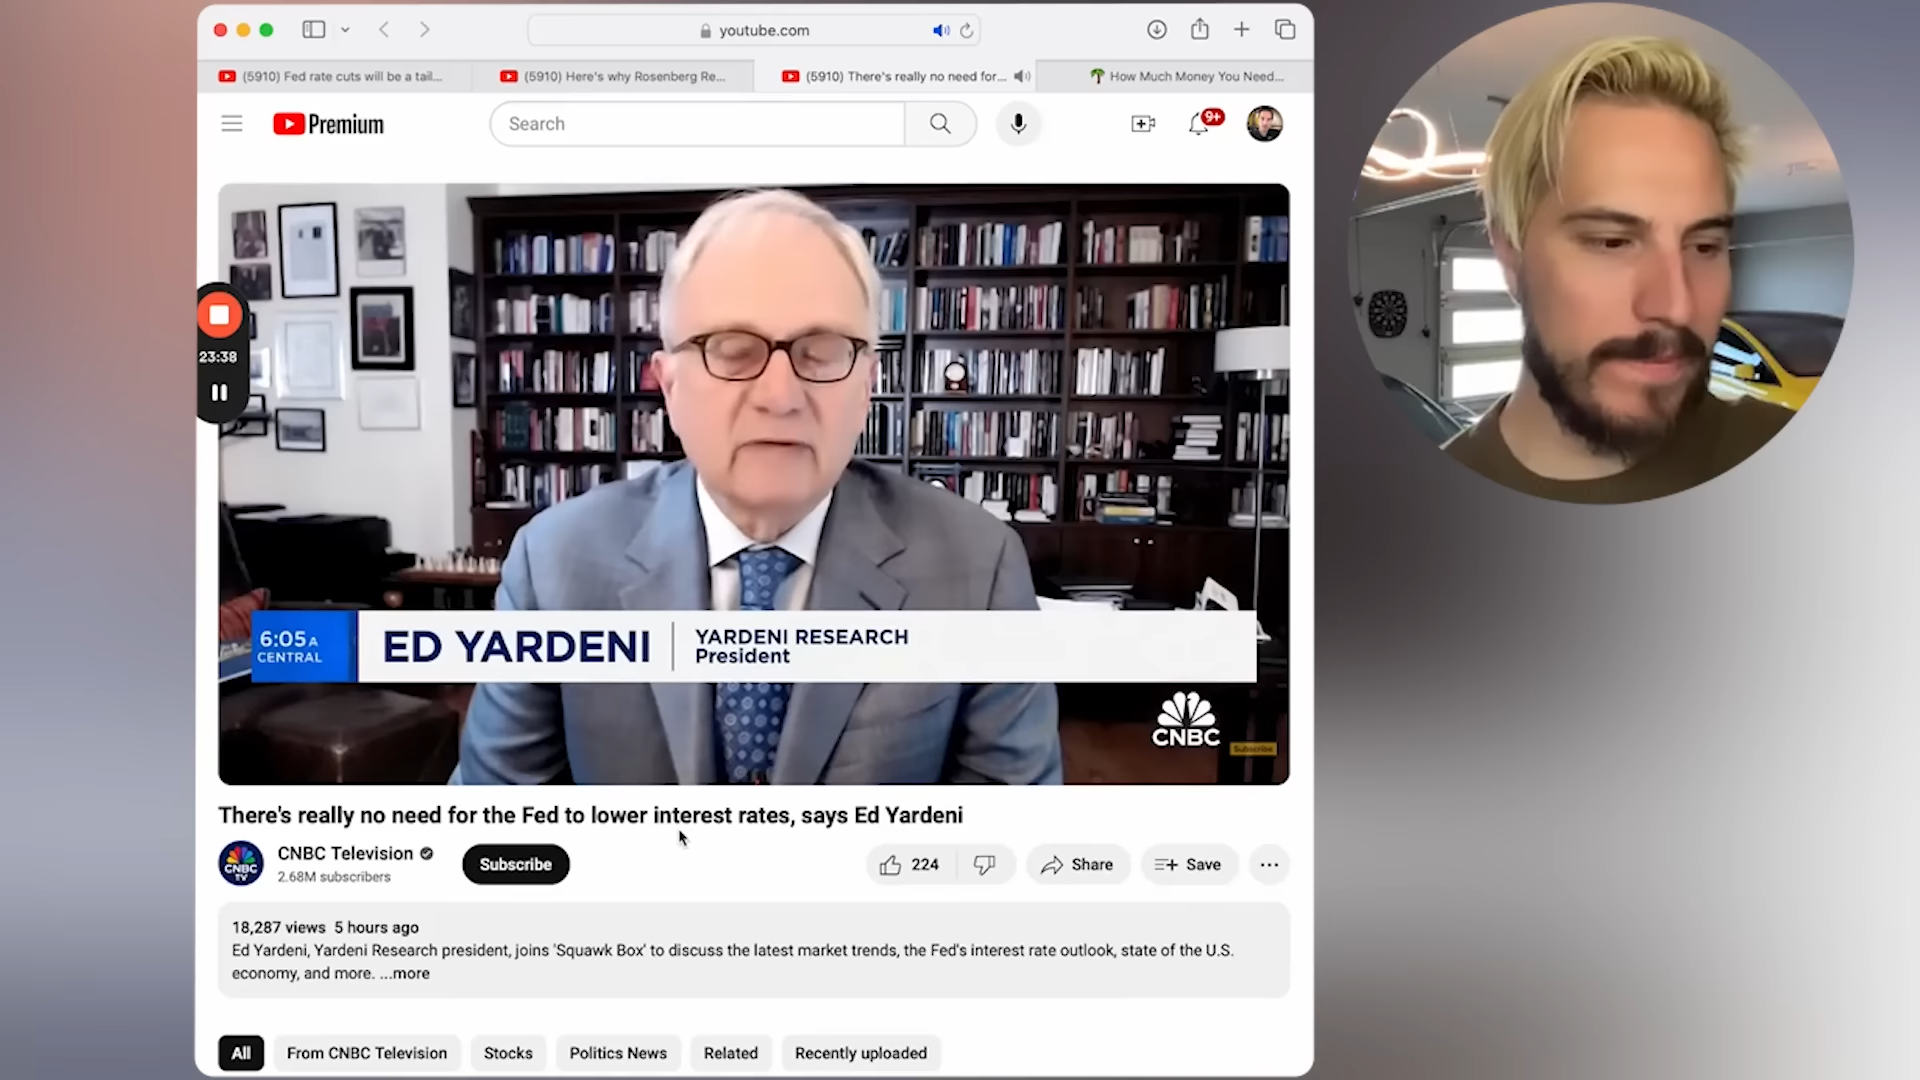 youtube.com
(5910) Fed rate cuts will be a tail...
(5910) Here's why Rosenberg Re...
(5910) There's really no need for...
How Much Money You Need...
Premium
Search
9+
23:38
6:05A
CENTRAL
ED YARDENI
YARDENI RESEARCH
President
CNBC
Subscribe
There's really no need for the Fed to lower interest rates, says Ed Yardeni
CNBC
TV
CNBC Television
2.68M subscribers
Subscribe
224
Share
Save
18,287 views 5 hours ago
Ed Yardeni, Yardeni Research president, joins 'Squawk Box' to discuss the latest market trends, the Fed's interest rate outlook, state of the U.S.
economy, and more. ...more
All
From CNBC Television
Stocks
Politics News
Related
Recently uploaded